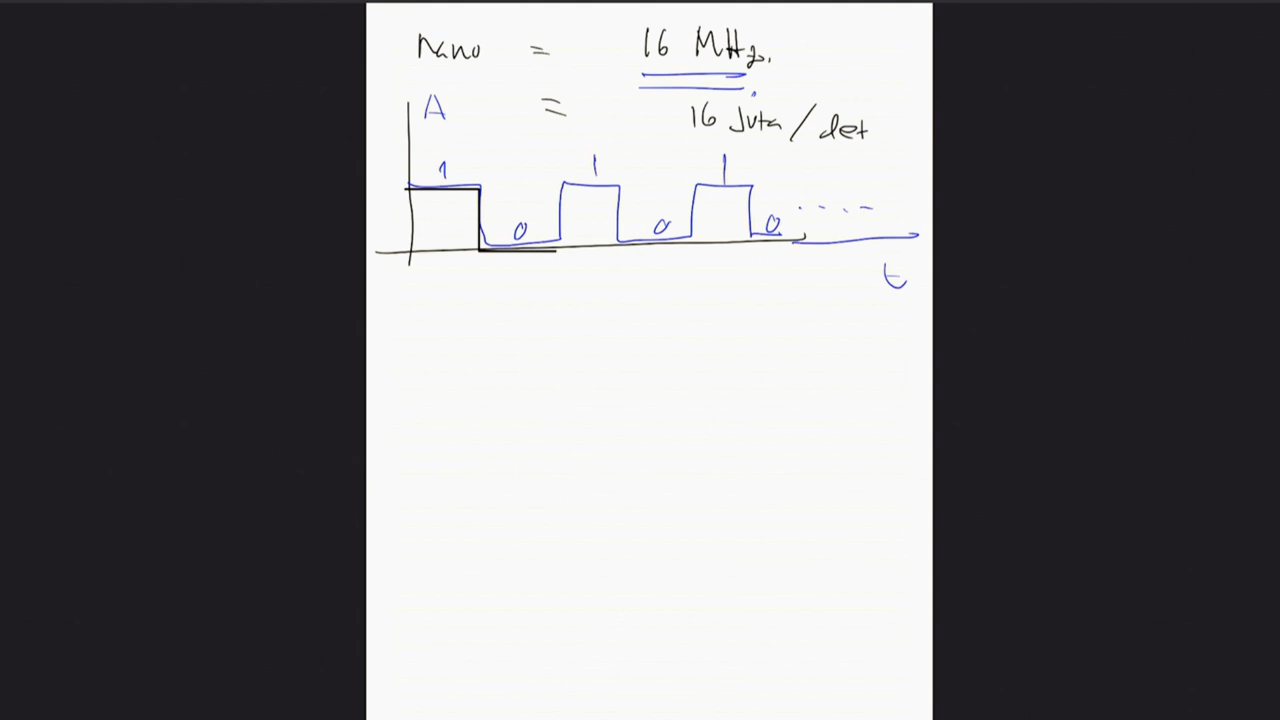 nano = 16 MHz.
A = 16 Juta / det
1 1 1
0 0 0 ....
t